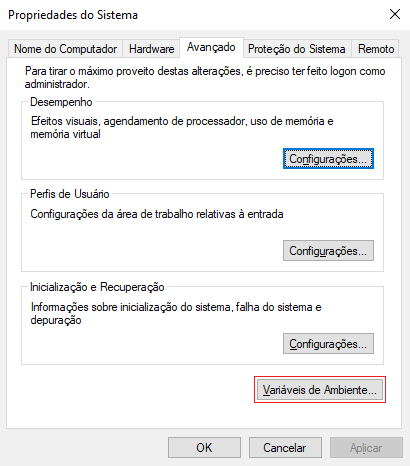 Propriedades do Sistema
Nome do Computador Hardware Avançado Proteção do Sistema Remoto
Para tirar o máximo proveito destas alterações, é preciso ter feito logon como
administrador.
Desempenho
Efeitos visuais, agendamento de processador, uso de memória e
memória virtual
Configurações...
Perfis de Usuário
Configurações da área de trabalho relativas à entrada
Configurações...
Inicialização e Recuperação
Informações sobre inicialização do sistema, falha do sistema e
depuração
Configurações...
Variáveis de Ambiente...
OK Cancelar Aplicar